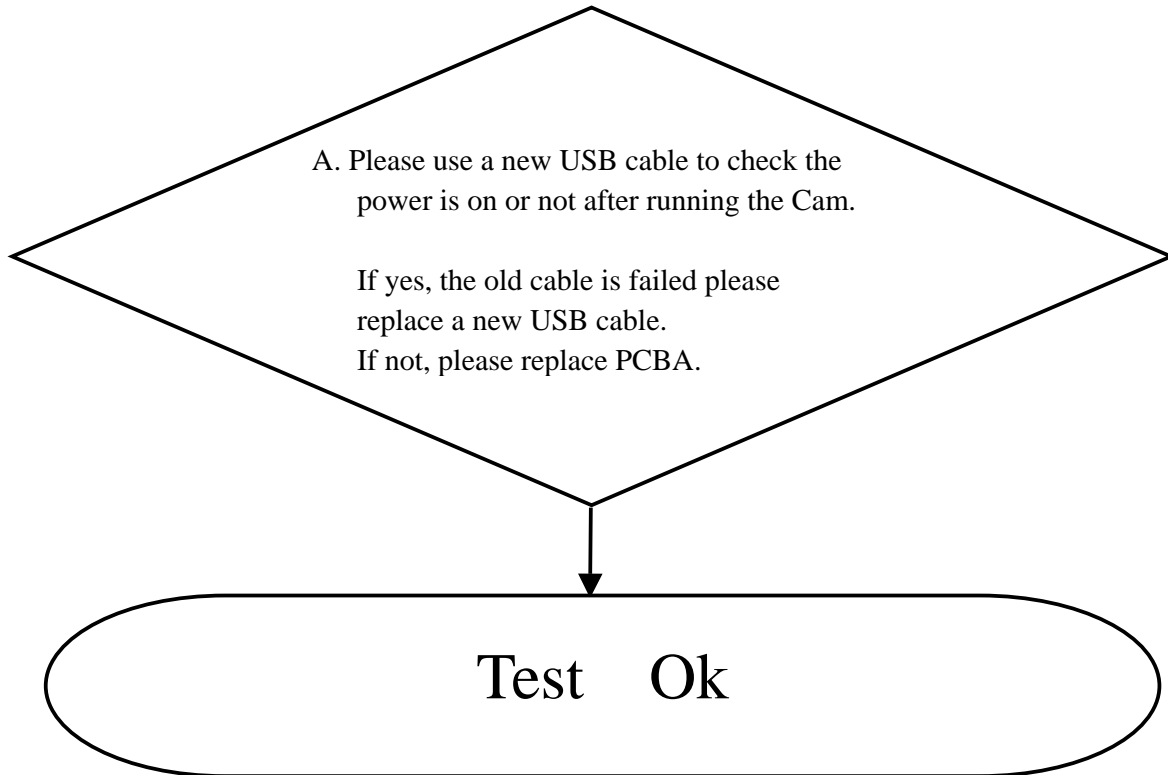 A. Please use a new USB cable to check the
power is on or not after running the Cam.
If yes, the old cable is failed please
replace a new USB cable.
If not, please replace PCBA.
Test Ok